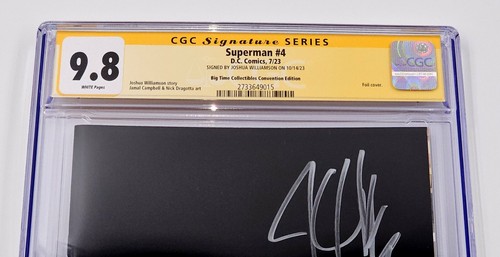 CGC Signature SERIES
Superman #4
D.C. Comics, 7/23
SIGNED BY JOSHUA WILLIAMSON ON 10/14/23
Big Time Collectibles Convention Edition
9.8
WHITE Pages
Joshua Williamson story
Jamal Campbell & Nick Dragotta art
Foil cover
2733649015
CGC